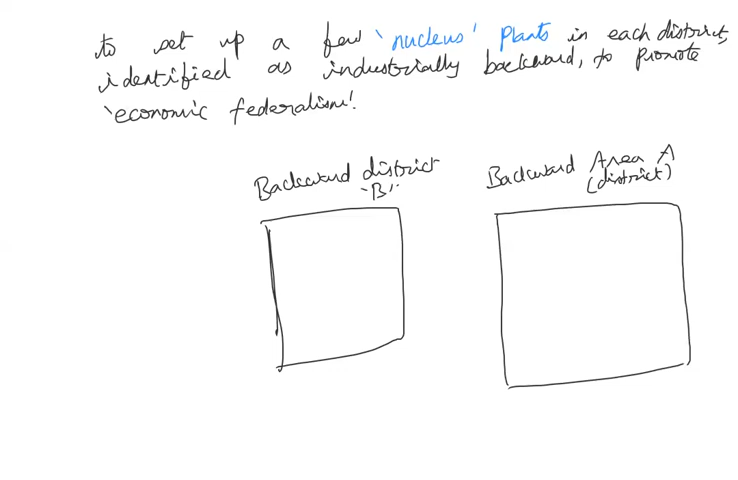 to set up a few 'nucleus' plants in each district,
identified as industrially backward, to promote
'economic federalism'.
Backward district
"B"
Backward Area A
(district)